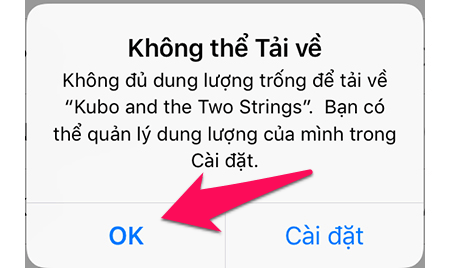 Không thể Tải về
Không đủ dung lượng trống để tải về
“Kubo and the Two Strings”. Bạn có
thể quản lý dung lượng của mình trong
Cài đặt.
OK
Cài đặt